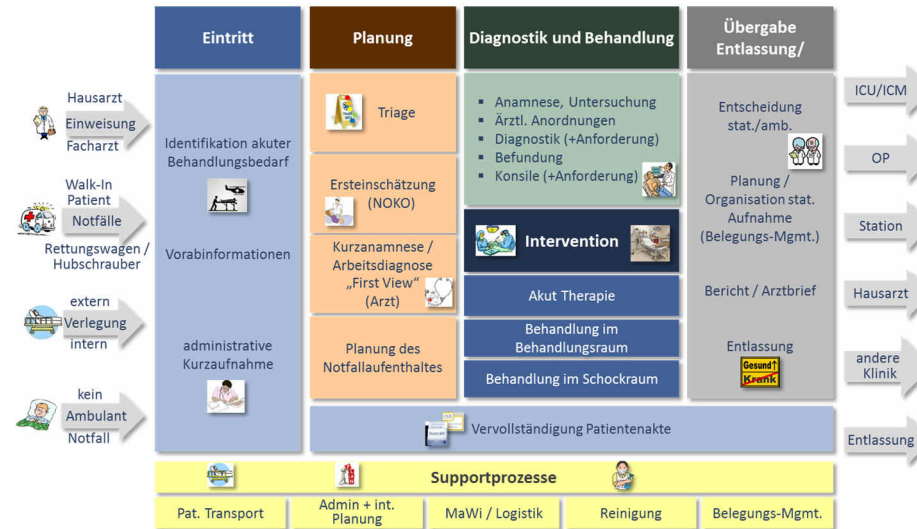 Eintritt
Planung
Diagnostik und Behandlung
Übergabe
Entlassung/
Hausarzt
Einweisung
Facharzt
Walk-In
Patient
Notfälle
Rettungswagen /
Hubschrauber
extern
Verlegung
intern
kein
Ambulant
Notfall
Identifikation akuter
Behandlungsbedarf
Vorabinformationen
administrative
Kurzaufnahme
Triage
Ersteinschätzung
(NOKO)
Kurzanamnese /
Arbeitsdiagnose
„First View“
(Arzt)
Planung des
Notfallaufenthaltes
▪ Anamnese, Untersuchung
▪ Ärztl. Anordnungen
▪ Diagnostik (+Anforderung)
▪ Befundung
▪ Konsile (+Anforderung)
Intervention
Akut Therapie
Behandlung im
Behandlungsraum
Behandlung im Schockraum
Entscheidung
stat./amb.
Planung /
Organisation stat.
Aufnahme
(Belegungs-Mgmt.)
Bericht / Arztbrief
Entlassung
Gesund↑
Krank
Vervollständigung Patientenakte
ICU/ICM
OP
Station
Hausarzt
andere
Klinik
Entlassung
Supportprozesse
Pat. Transport
Admin + int.
Planung
MaWi / Logistik
Reinigung
Belegungs-Mgmt.